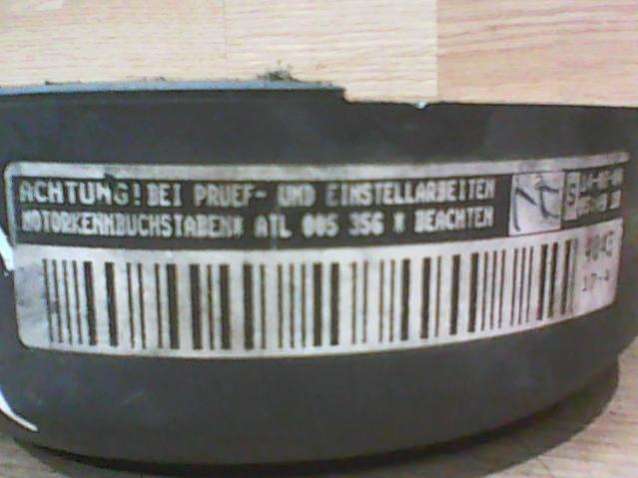 ACHTUNG! BEI PRUEF- UND EINSTELLARBEITEN
MOTORKENNBUCHSTABEN* ATL 005 356 * BEACHTEN
S